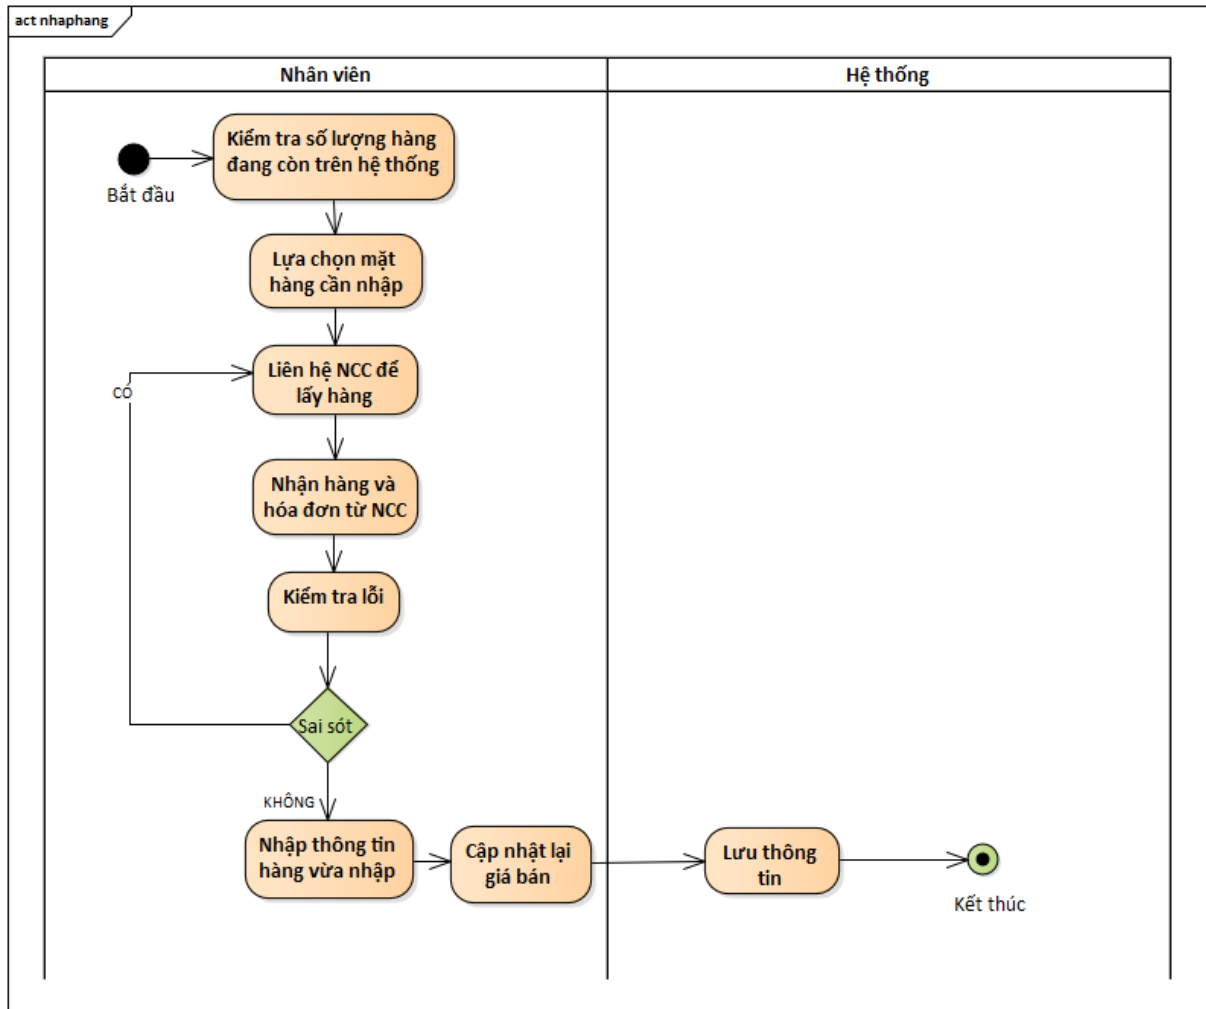 act nhaphang
Nhân viên
Hệ thống
Kiểm tra số lượng hàng
đang còn trên hệ thống
Bắt đầu
Lựa chọn mặt
hàng cần nhập
Liên hệ NCC để
lấy hàng
CÓ
Nhận hàng và
hóa đơn từ NCC
Kiểm tra lỗi
Sai sót
KHÔNG
Nhập thông tin
hàng vừa nhập
Cập nhật lại
giá bán
Lưu thông
tin
Kết thúc